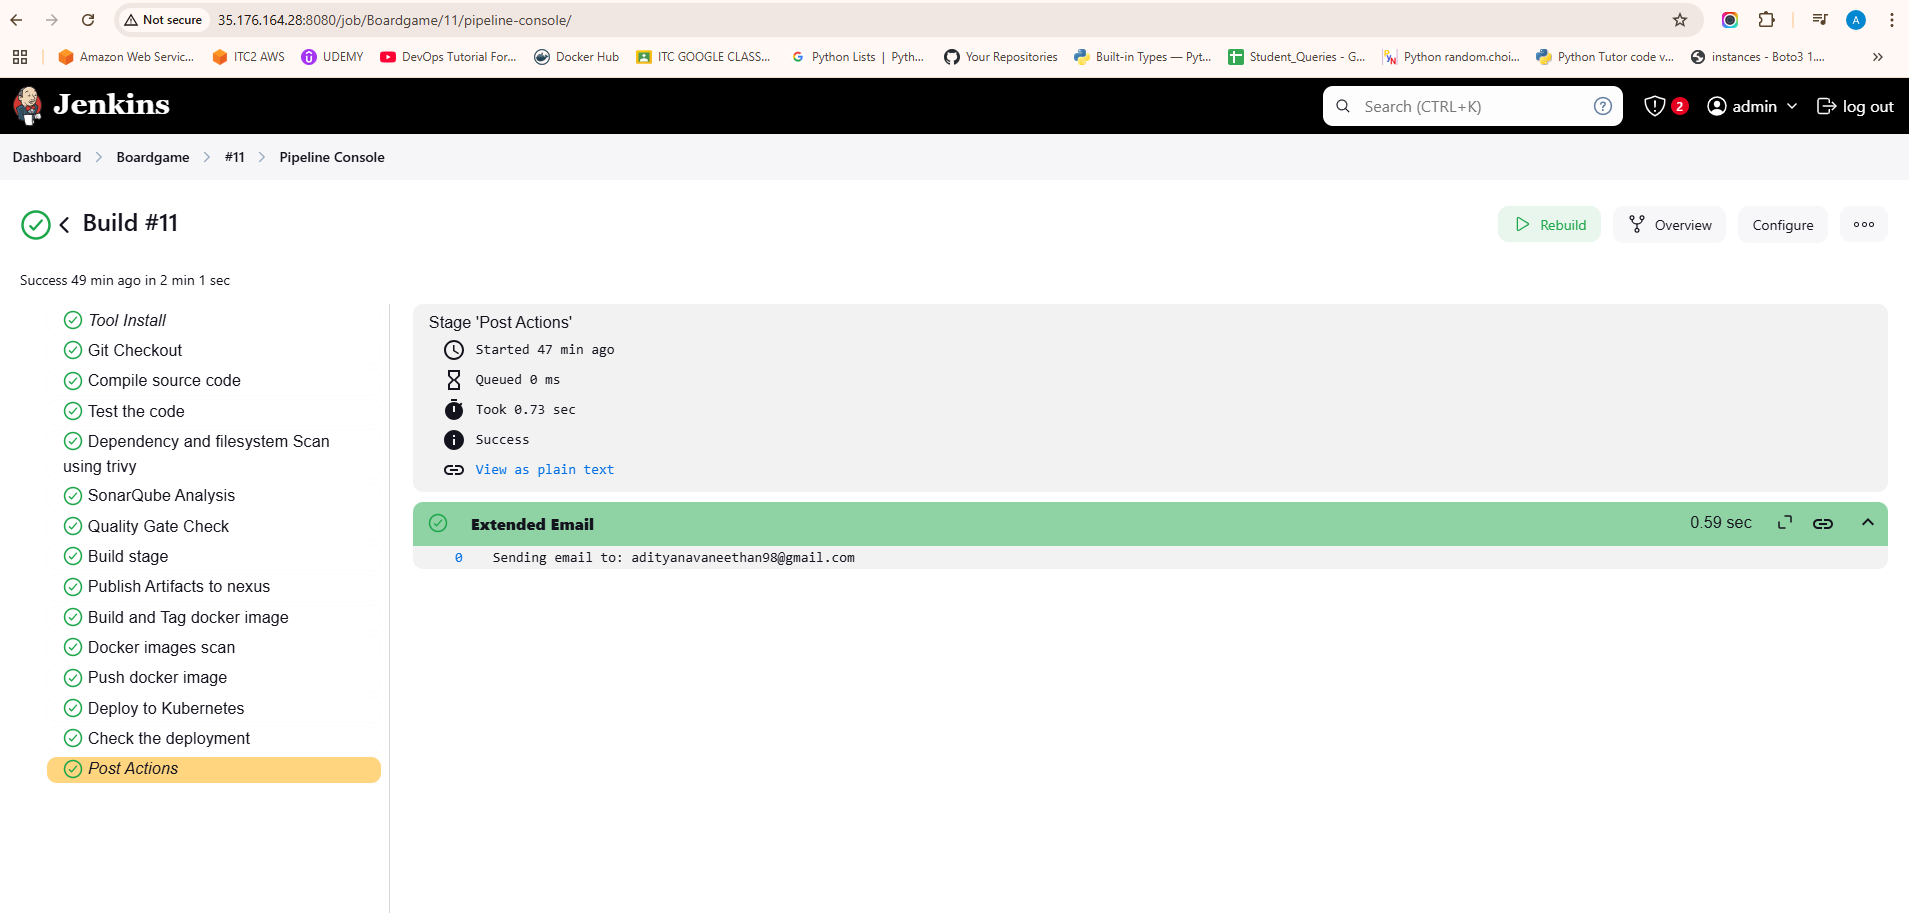 Not secure 35.176.164.28:8080/job/Boardgame/11/pipeline-console/
A
Amazon Web Servic... ITC2 AWS UDEMY DevOps Tutorial For... Docker Hub ITC GOOGLE CLASS... Python Lists | Pyth... Your Repositories Built-in Types — Pyt... Student_Queries - G... Python random.choi... Python Tutor code v... instances - Boto3 1....
Jenkins
Search (CTRL+K)
2
admin
log out
Dashboard > Boardgame > #11 > Pipeline Console
Build #11
Rebuild
Overview
Configure
Success 49 min ago in 2 min 1 sec
Tool Install
Git Checkout
Compile source code
Test the code
Dependency and filesystem Scan
using trivy
SonarQube Analysis
Quality Gate Check
Build stage
Publish Artifacts to nexus
Build and Tag docker image
Docker images scan
Push docker image
Deploy to Kubernetes
Check the deployment
Post Actions
Stage 'Post Actions'
Started 47 min ago
Queued 0 ms
Took 0.73 sec
Success
View as plain text
Extended Email
0.59 sec
0 Sending email to: adityanavaneethan98@gmail.com